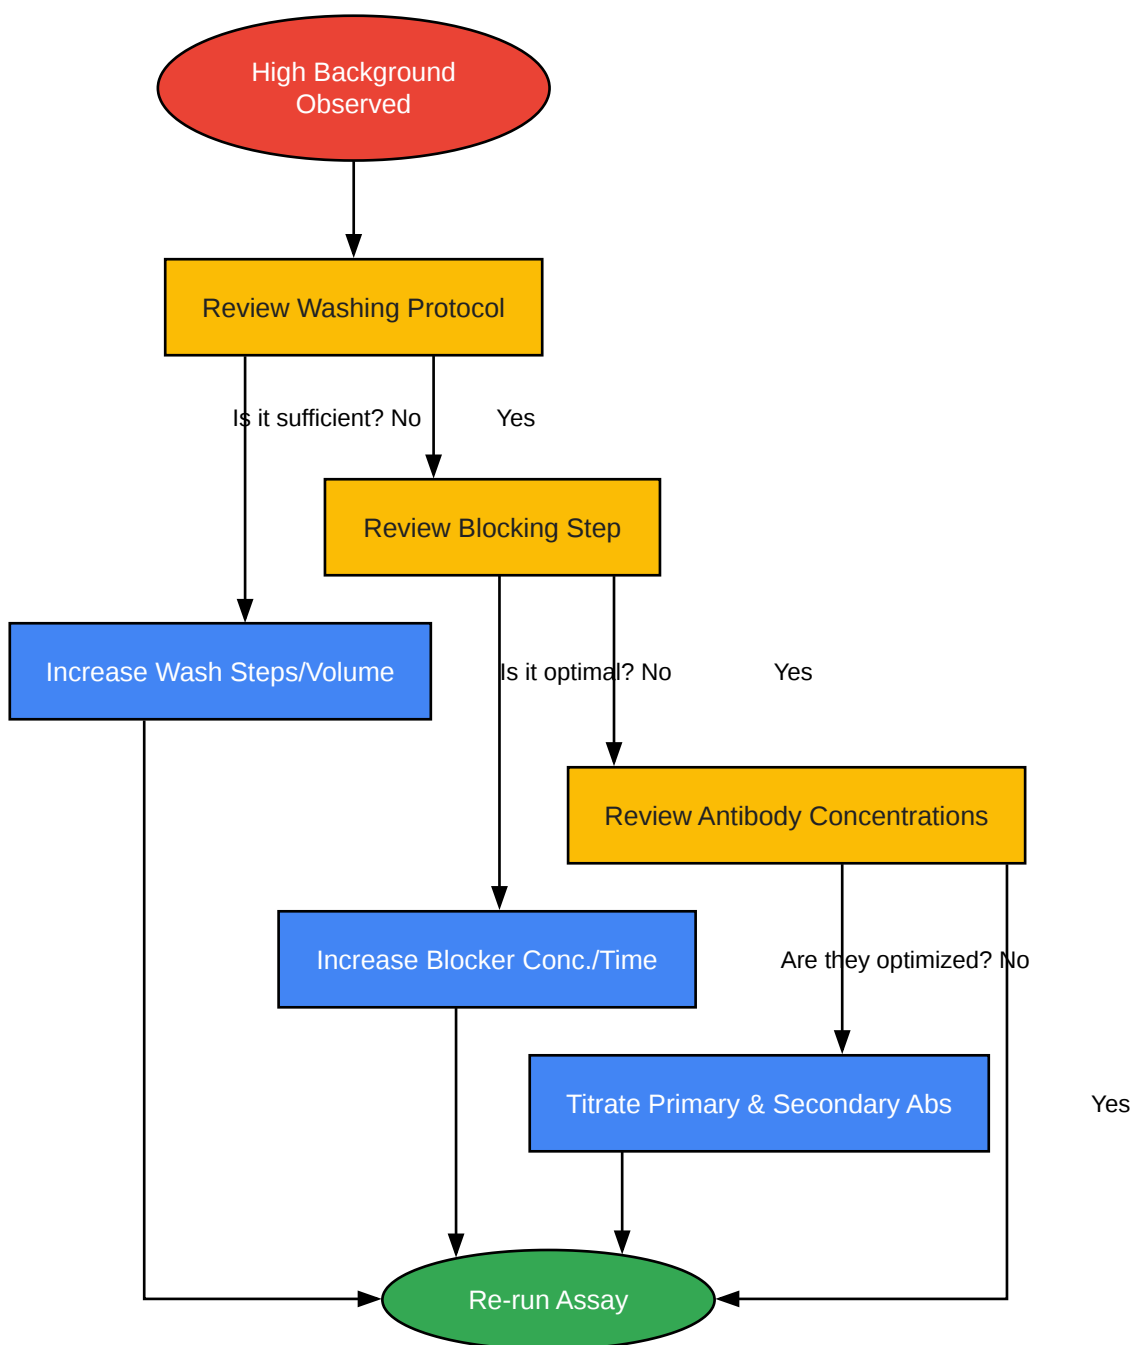 High Background
Observed
Review Washing Protocol
Is it sufficient? No
Yes
Review Blocking Step
Increase Wash Steps/Volume
Is it optimal? No
Yes
Review Antibody Concentrations
Increase Blocker Conc./Time
Are they optimized? No
Titrate Primary & Secondary Abs
Yes
Re-run Assay